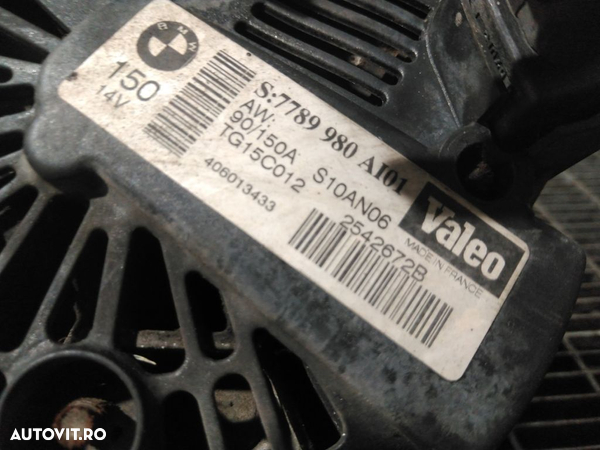 BMW
150
14V
S:7789 980 AI01
AW:
90/150A S10AN06
TG15C012 2542672B
406013433
Valeo
MADE IN FRANCE
AUTOVIT.RO